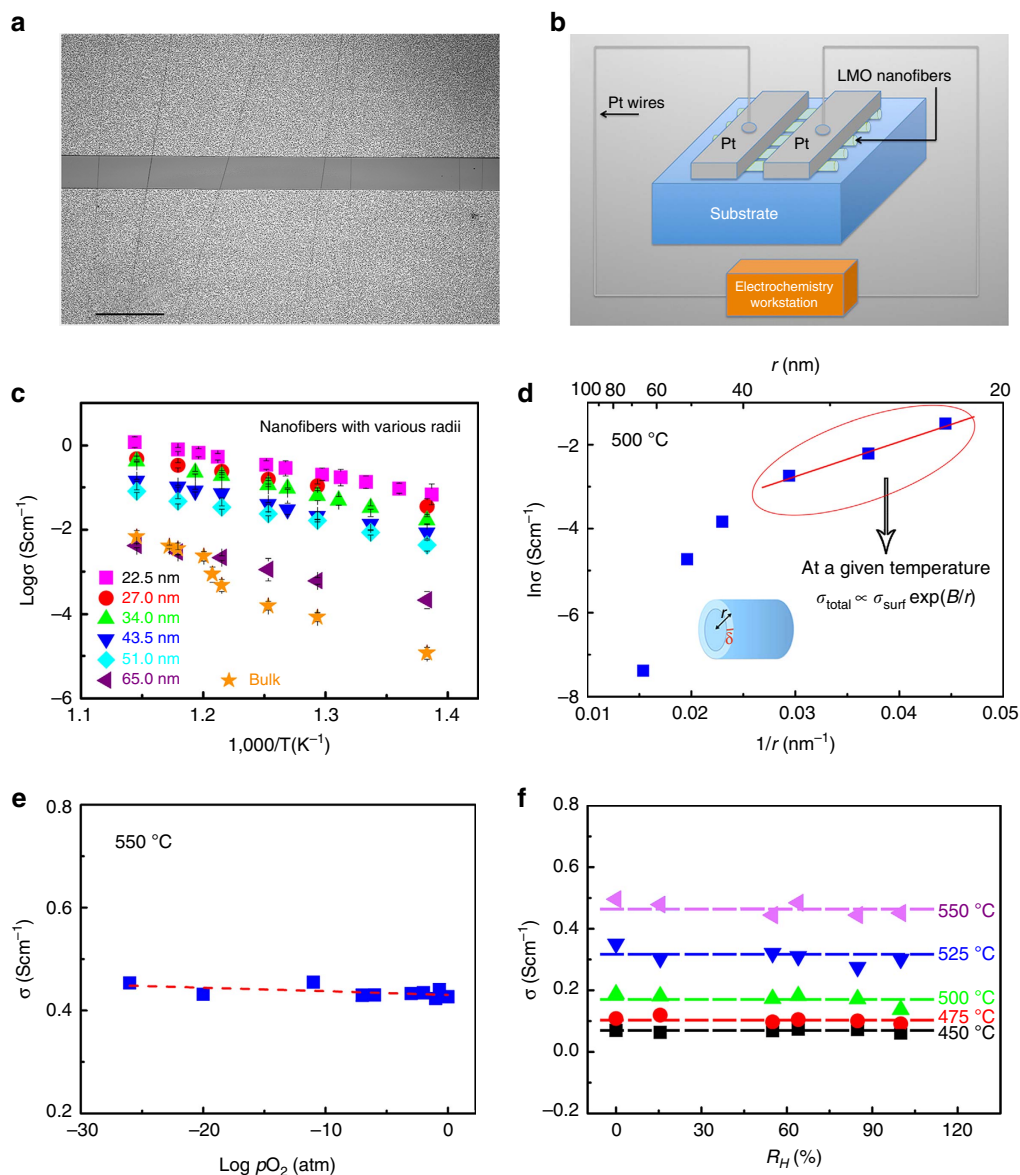 a
b
LMO nanofibers
Pt wires
Pt
Pt
Substrate
Electrochemistry
workstation
c
Nanofibers with various radii
0
−2
−4
−6
Logσ (Scm⁻¹)
22.5 nm
27.0 nm
34.0 nm
43.5 nm
51.0 nm
65.0 nm
Bulk
1.1
1.2
1.3
1.4
1,000/T(K⁻¹)
d
r (nm)
100
80
60
40
20
500 °C
−2
−4
−6
−8
lnσ (Scm⁻¹)
At a given temperature
σtotal ∝ σsurf exp(B/r)
r
δ
0.01
0.02
0.03
0.04
0.05
1/r (nm⁻¹)
e
550 °C
0.8
0.6
0.4
0.2
σ (Scm⁻¹)
−30
−20
−10
0
Log pO₂ (atm)
f
0.8
0.6
0.4
0.2
0.0
−0.2
σ (Scm⁻¹)
550 °C
525 °C
500 °C
475 °C
450 °C
0
30
60
90
120
R_H (%)